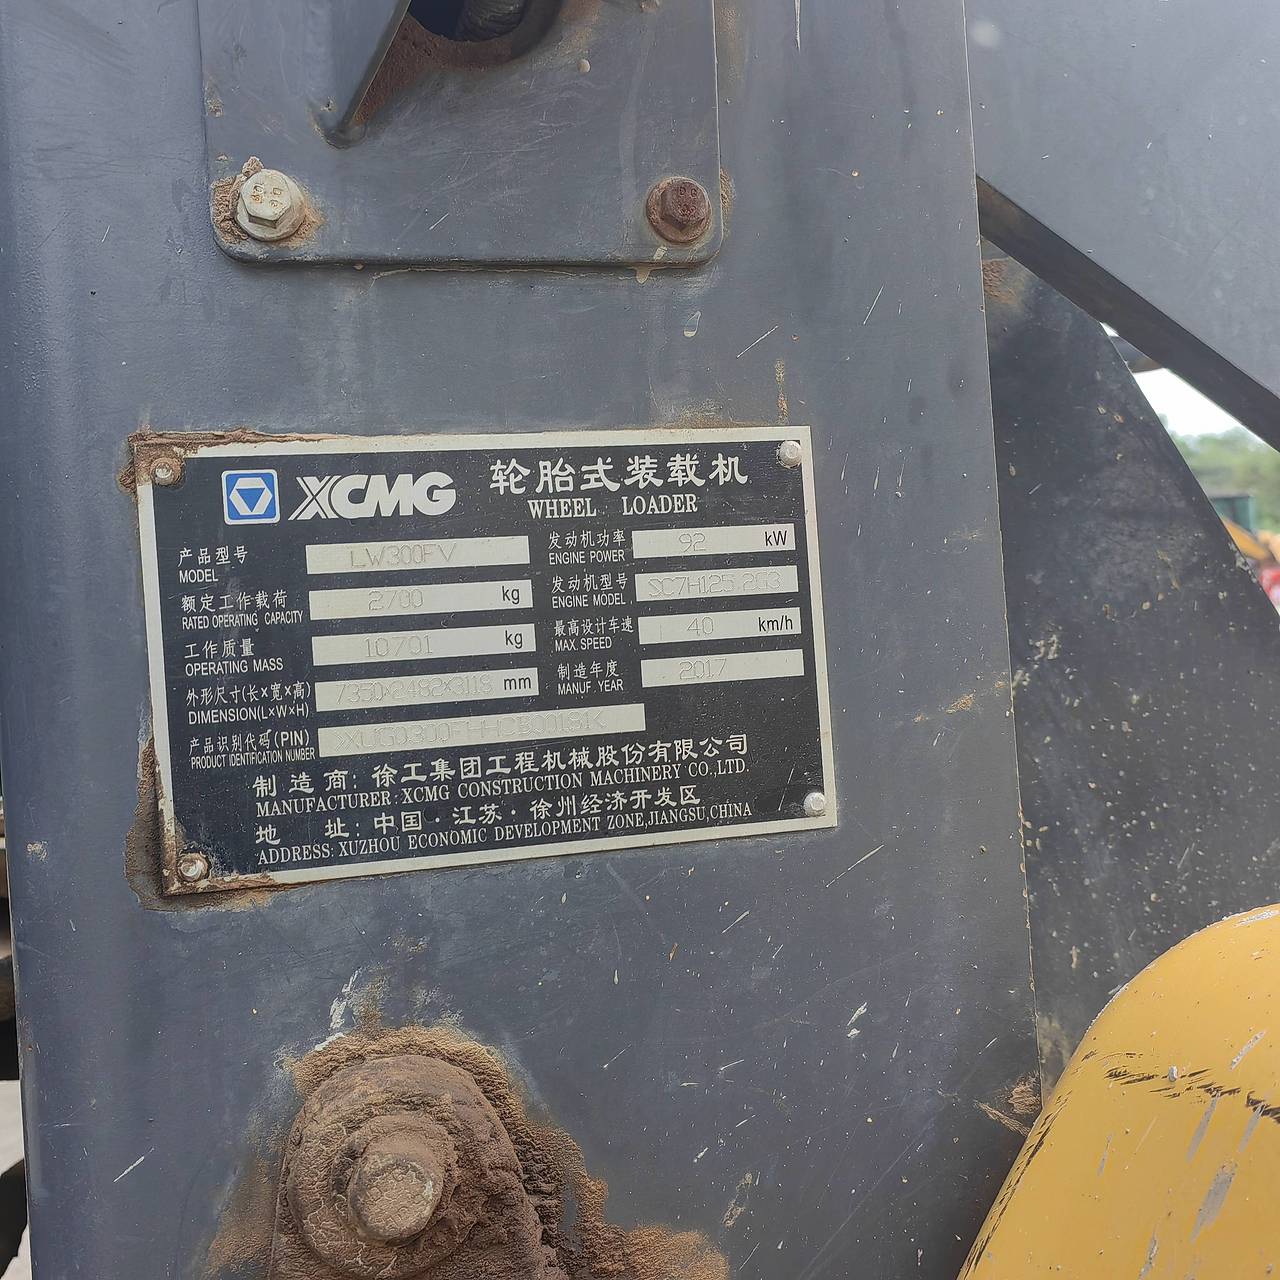 XCMG 轮胎式装载机
WHEEL LOADER
产品型号 LW300FV
MODEL
额定工作载荷 2700 kg
RATED OPERATING CAPACITY
工作质量 10701 kg
OPERATING MASS
外形尺寸(长×宽×高) 7350×2482×3118 mm
DIMENSION(L×W×H)
产品识别代码(PIN)
PRODUCT IDENTIFICATION NUMBER
发动机功率 92 kW
ENGINE POWER
发动机型号 SC7H125.2G3
ENGINE MODEL
最高设计车速 40 km/h
MAX. SPEED
制造年度 2017
MANUF YEAR
制造商: 徐工集团工程机械股份有限公司
MANUFACTURER: XCMG CONSTRUCTION MACHINERY CO.,LTD.
地 址: 中国·江苏·徐州经济开发区
ADDRESS: XUZHOU ECONOMIC DEVELOPMENT ZONE,JIANGSU,CHINA